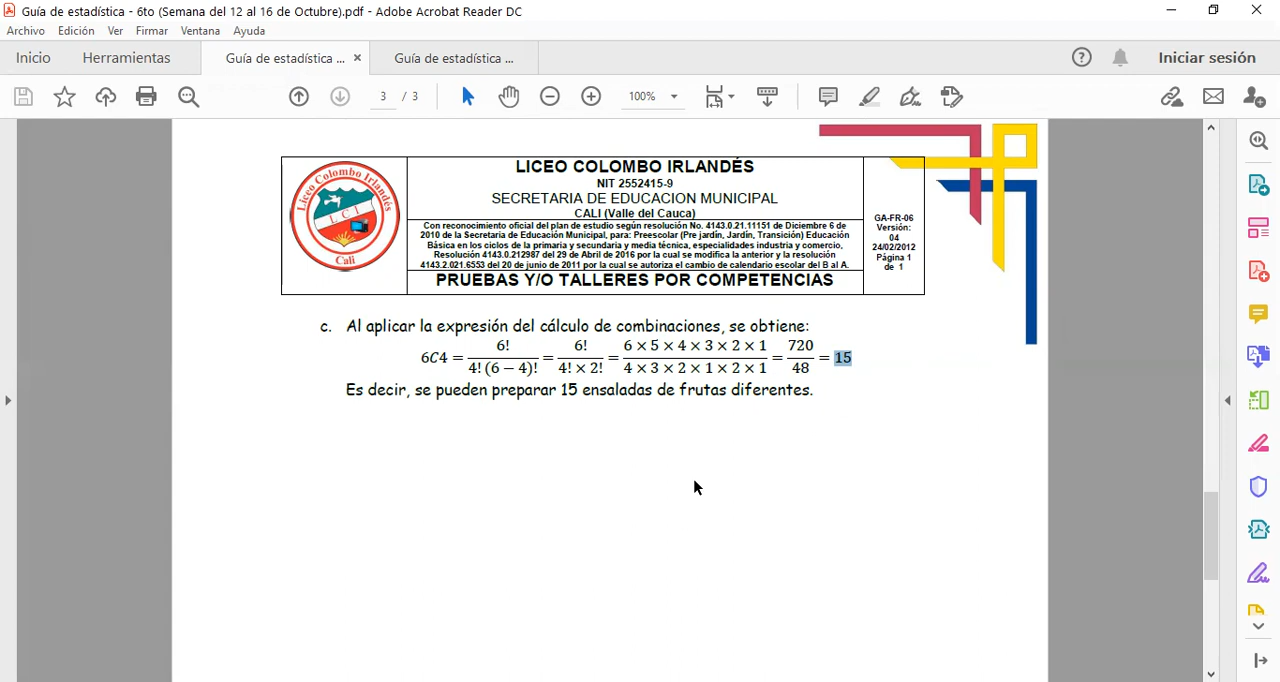 Guía de estadística - 6to (Semana del 12 al 16 de Octubre).pdf - Adobe Acrobat Reader DC
Archivo Edición Ver Firmar Ventana Ayuda
Inicio Herramientas Guía de estadística ... × Guía de estadística ... Iniciar sesión
3 / 3 100%
Liceo Colombo Irlandés
L C I
Cali
LICEO COLOMBO IRLANDÉS
NIT 2552415-9
SECRETARIA DE EDUCACION MUNICIPAL
CALI (Valle del Cauca)
Con reconocimiento oficial del plan de estudio según resolución No. 4143.0.21.11151 de Diciembre 6 de
2010 de la Secretaria de Educación Municipal, para: Preescolar (Pre jardín, Jardín, Transición) Educación
Básica en los ciclos de la primaria y secundaria y media técnica, especialidades industria y comercio,
Resolución 4143.0.212987 del 29 de Abril de 2016 por la cual se modifica la anterior y la resolución
4143.2.021.6553 del 20 de junio de 2011 por la cual se autoriza el cambio de calendario escolar del B al A.
PRUEBAS Y/O TALLERES POR COMPETENCIAS
GA-FR-06
Versión:
04
24/02/2012
Página 1
de 1
c. Al aplicar la expresión del cálculo de combinaciones, se obtiene:
6C4 = 6! / 4! (6 − 4)! = 6! / 4! × 2! = 6 × 5 × 4 × 3 × 2 × 1 / 4 × 3 × 2 × 1 × 2 × 1 = 720 / 48 = 15
Es decir, se pueden preparar 15 ensaladas de frutas diferentes.